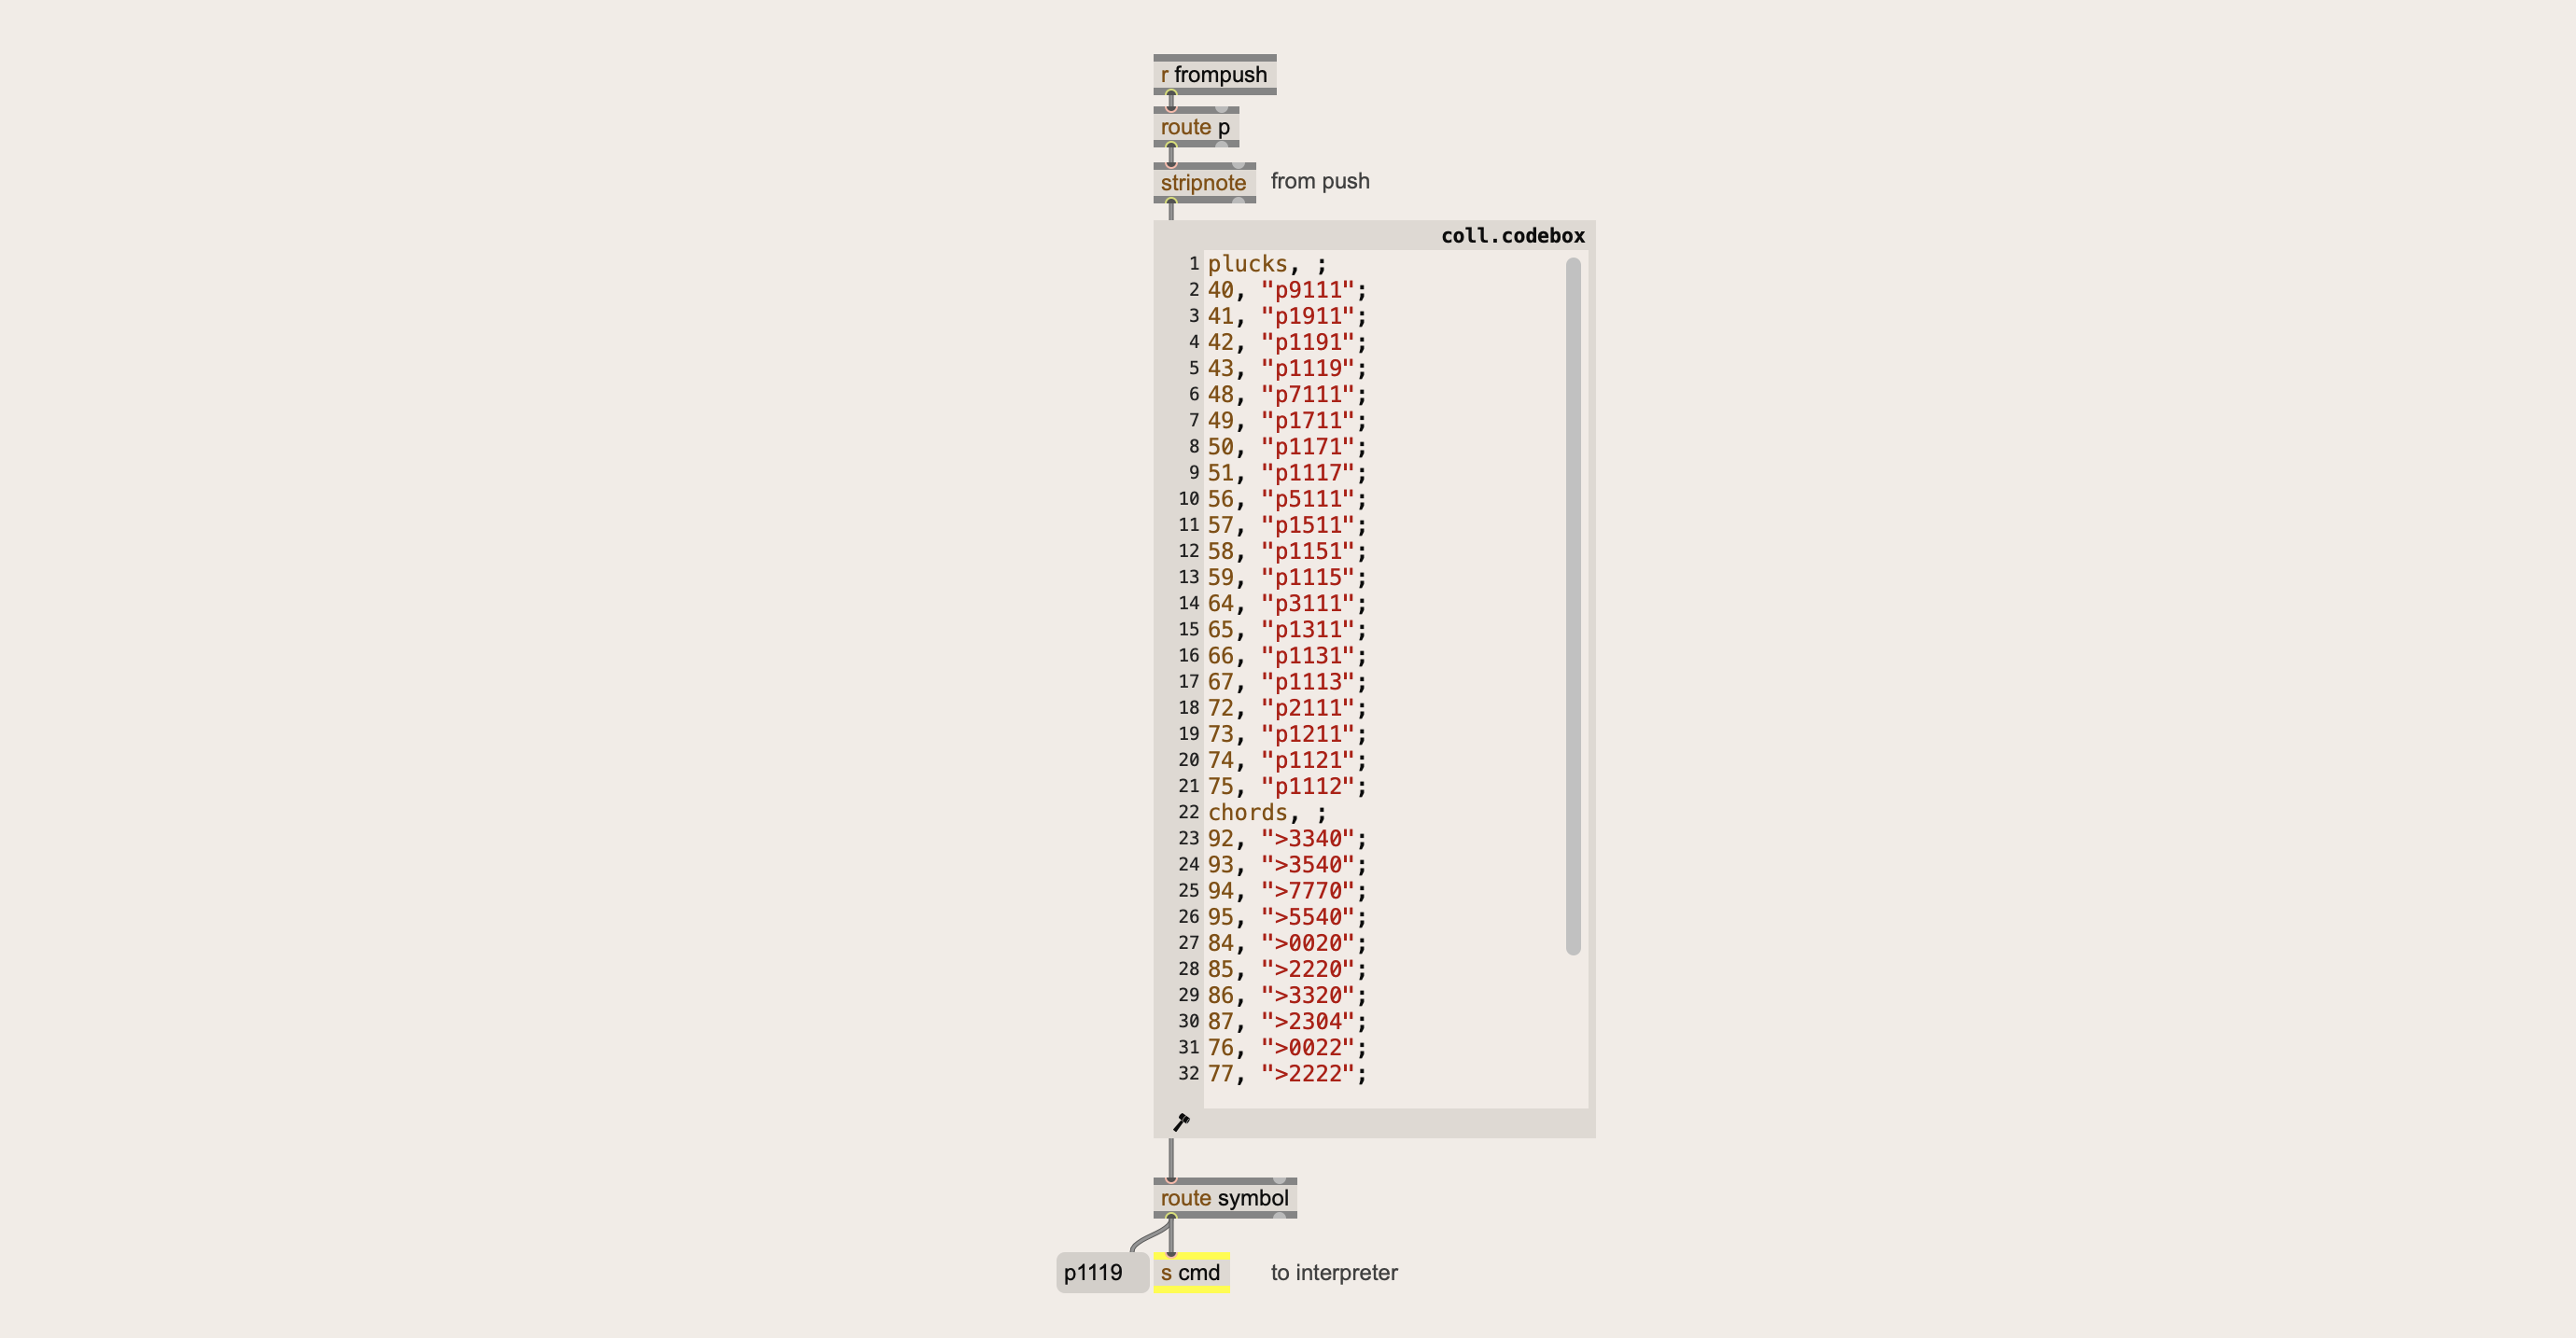 r frompush
route p
stripnote from push
coll.codebox
1 plucks, ;
2 40, "p9111";
3 41, "p1911";
4 42, "p1191";
5 43, "p1119";
6 48, "p7111";
7 49, "p1711";
8 50, "p1171";
9 51, "p1117";
10 56, "p5111";
11 57, "p1511";
12 58, "p1151";
13 59, "p1115";
14 64, "p3111";
15 65, "p1311";
16 66, "p1131";
17 67, "p1113";
18 72, "p2111";
19 73, "p1211";
20 74, "p1121";
21 75, "p1112";
22 chords, ;
23 92, ">3340";
24 93, ">3540";
25 94, ">7770";
26 95, ">5540";
27 84, ">0020";
28 85, ">2220";
29 86, ">3320";
30 87, ">2304";
31 76, ">0022";
32 77, ">2222";
route symbol
p1119 s cmd to interpreter